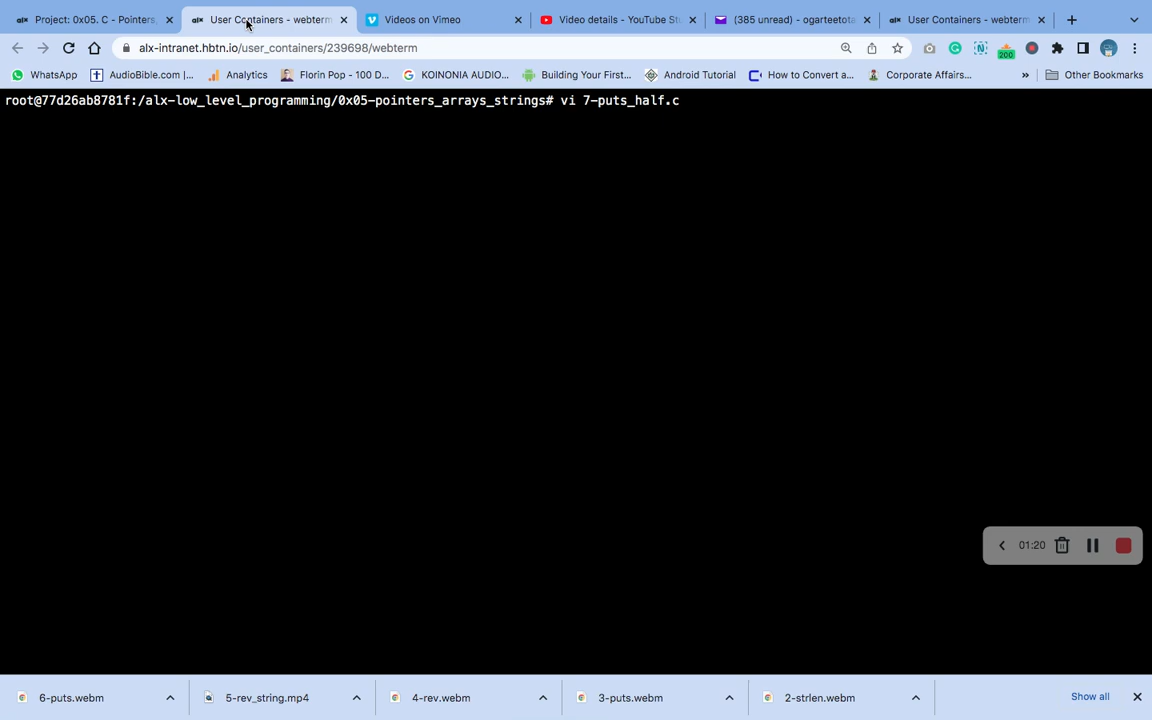 Project: 0x05. C - Pointers,
User Containers - webterm
Videos on Vimeo
Video details - YouTube Stu
(385 unread) - ogarteetota
User Containers - webterm
alx-intranet.hbtn.io/user_containers/239698/webterm
200
WhatsApp
AudioBible.com |...
Analytics
Florin Pop - 100 D...
KOINONIA AUDIO...
Building Your First...
Android Tutorial
How to Convert a...
Corporate Affairs...
»
Other Bookmarks
root@77d26ab8781f:/alx-low_level_programming/0x05-pointers_arrays_strings# vi 7-puts_half.c
01:20
6-puts.webm
5-rev_string.mp4
4-rev.webm
3-puts.webm
2-strlen.webm
Show all